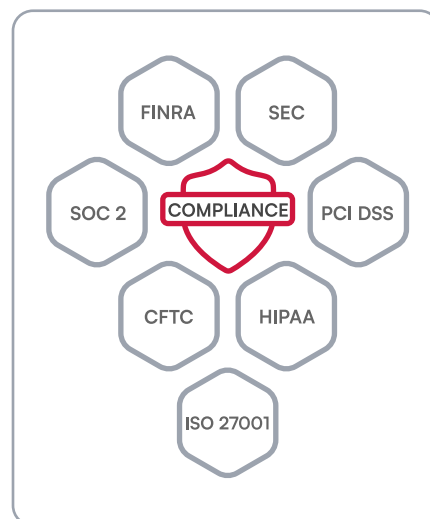 FINRA
SEC
SOC 2
COMPLIANCE
PCI DSS
CFTC
HIPAA
ISO 27001